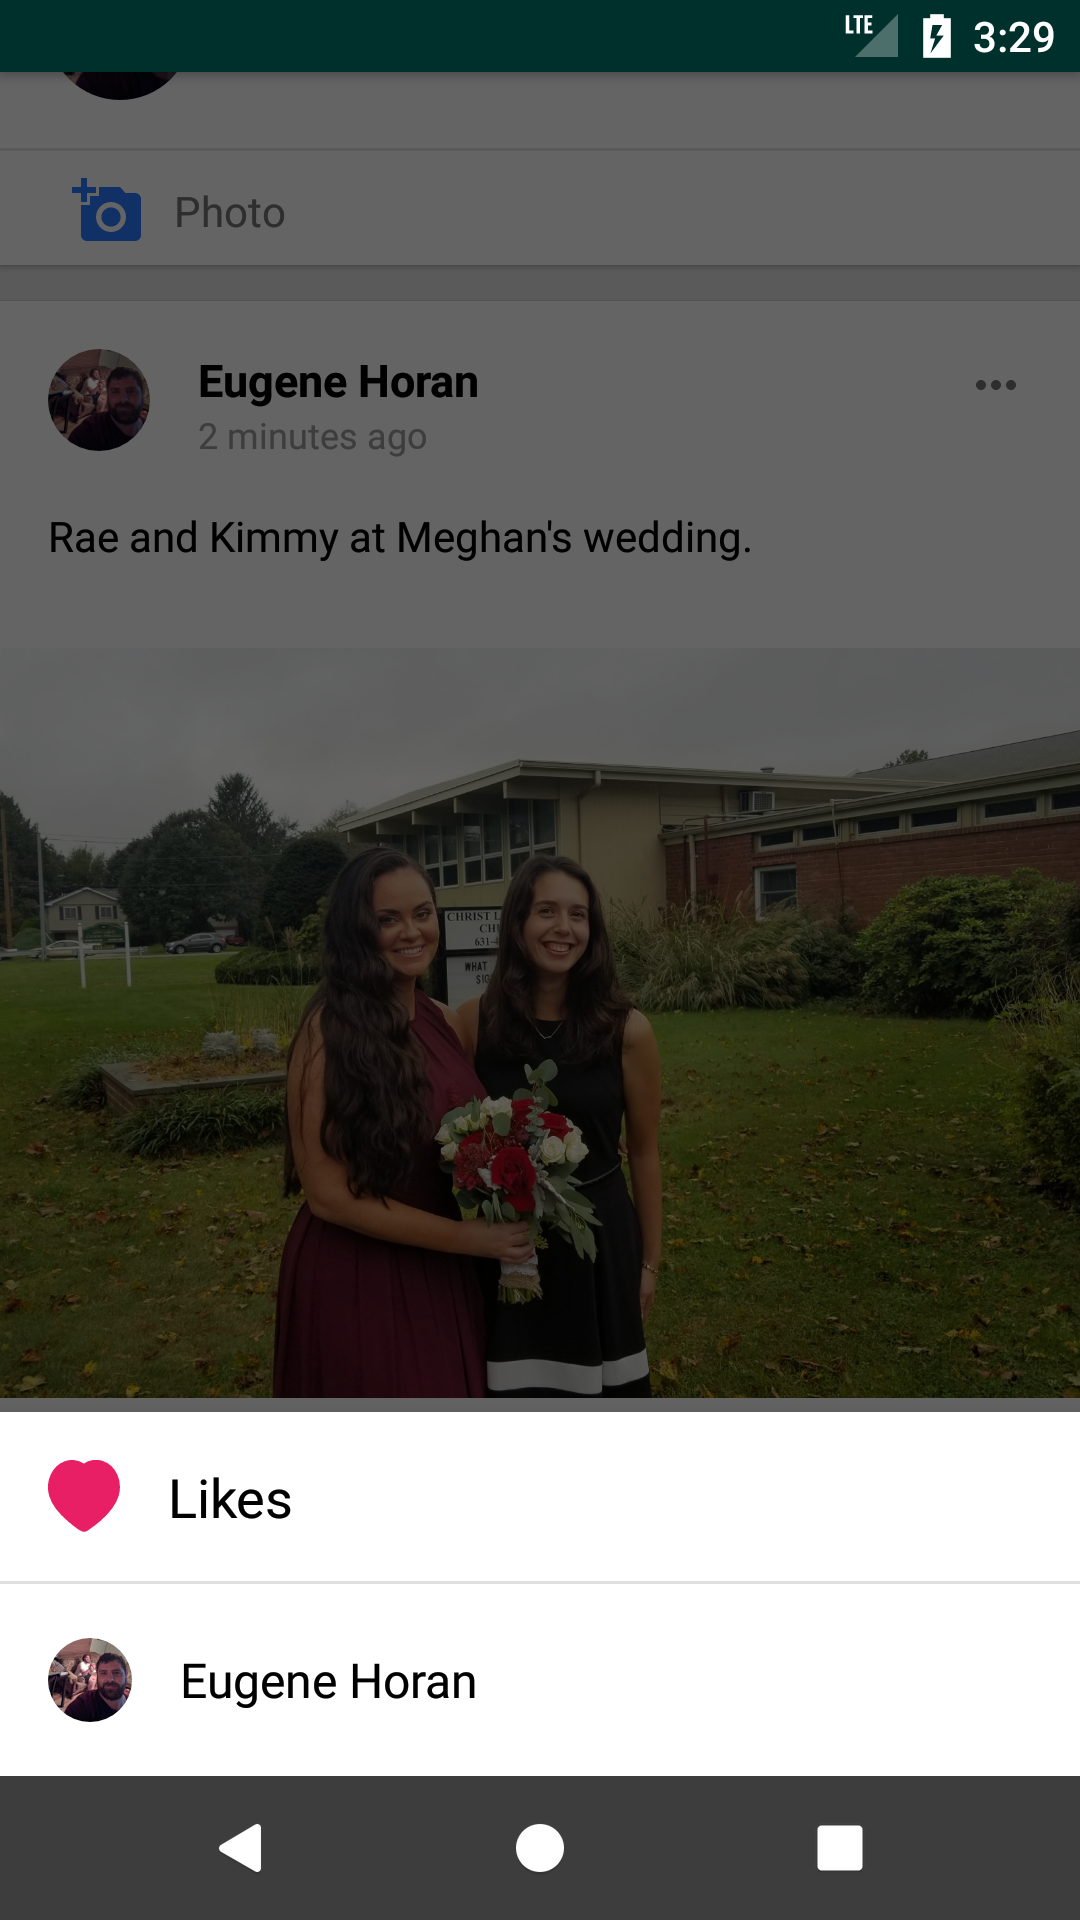 LTE
3:29
Photo
Eugene Horan
2 minutes ago
Rae and Kimmy at Meghan's wedding.
CHRIST L
CH
631-
WHAT
SIG
Likes
Eugene Horan